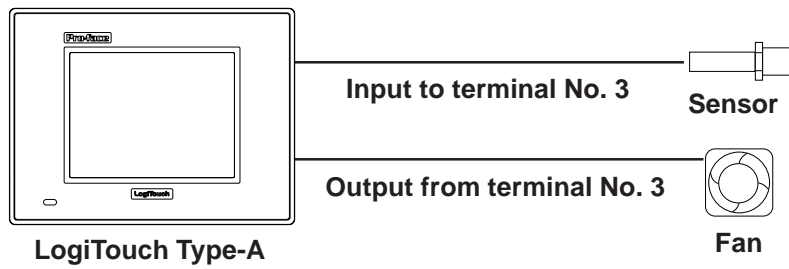 Pro-face
Input to terminal No. 3
Sensor
LogiTouch
Output from terminal No. 3
LogiTouch Type-A
Fan